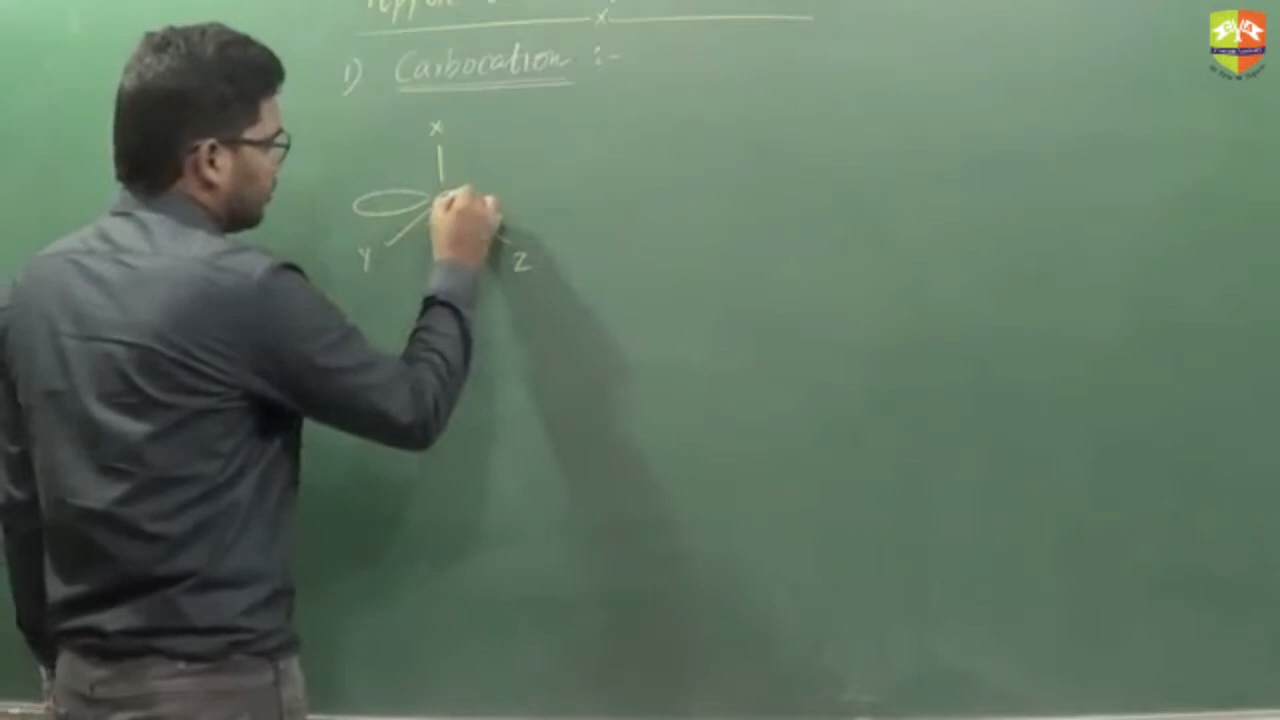 x
1) Carbocation :-
X
Y
Z